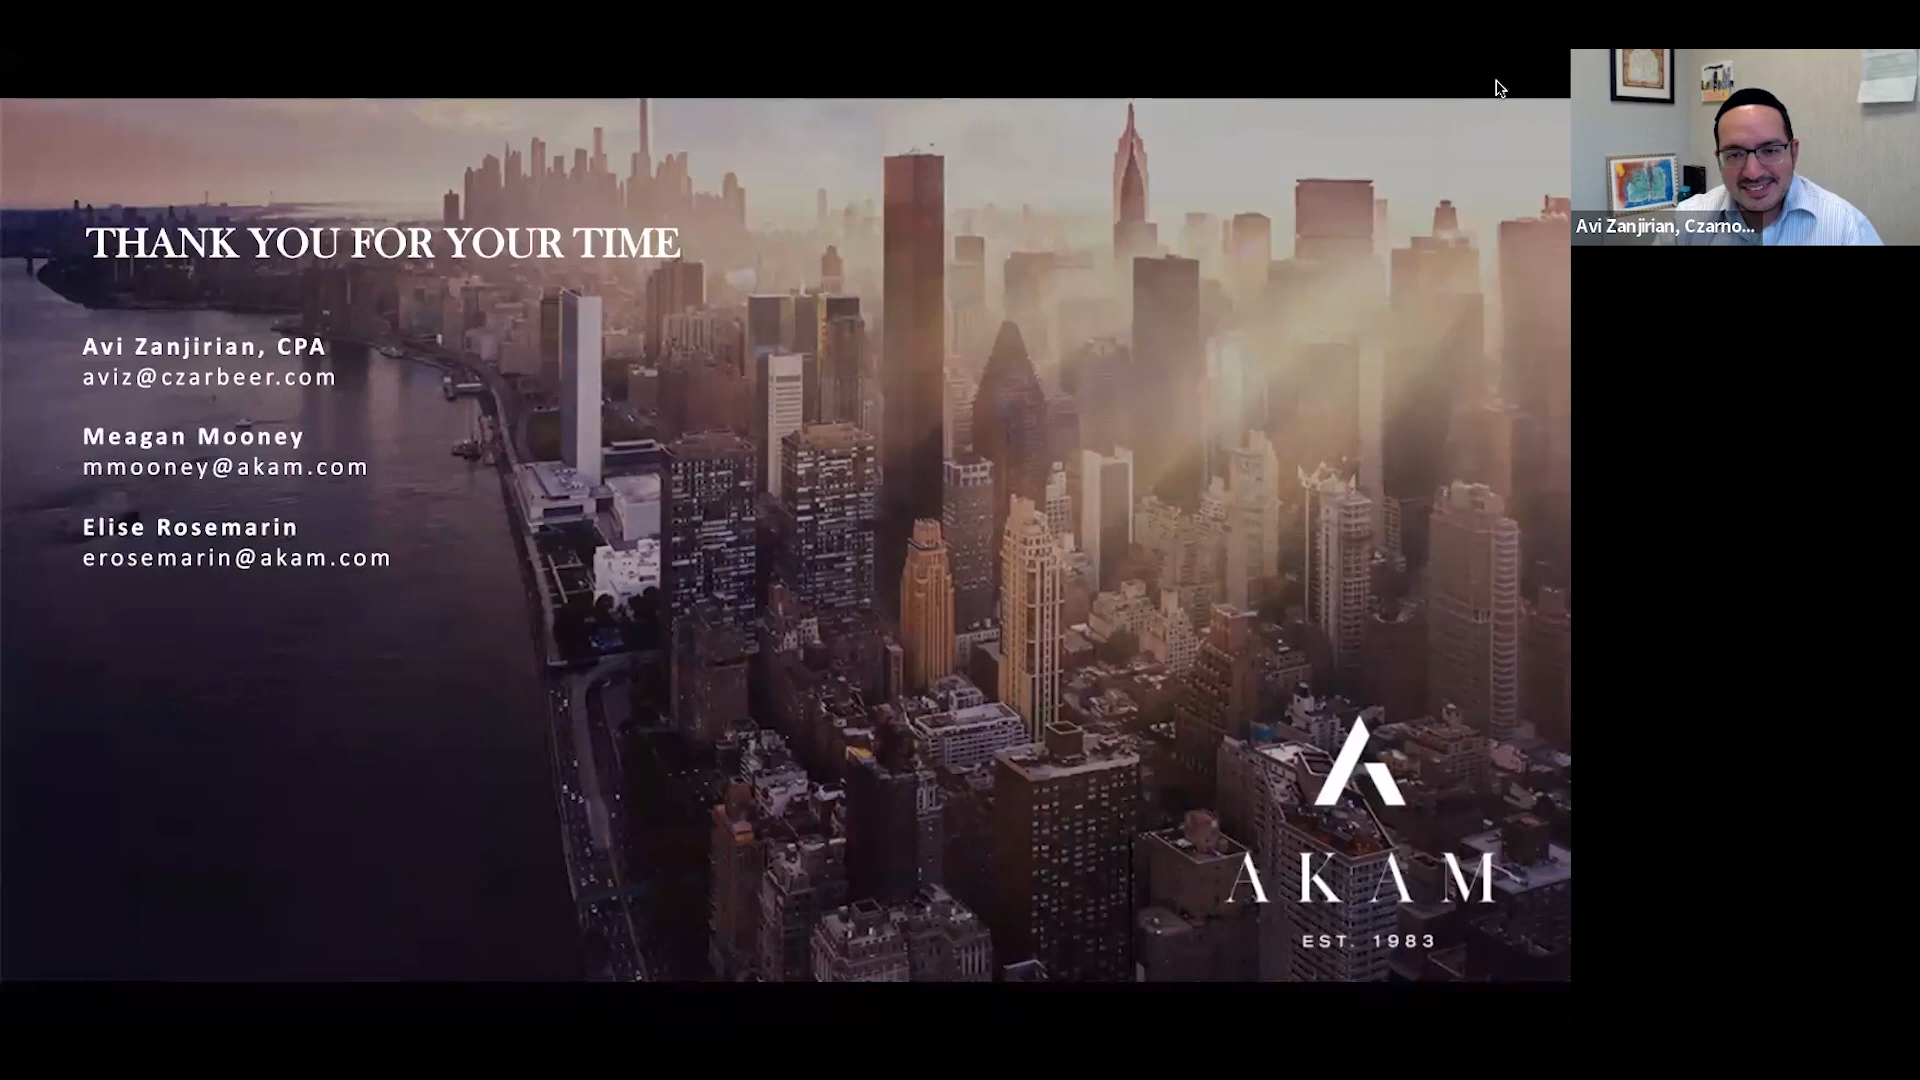 THANK YOU FOR YOUR TIME
Avi Zanjirian, CPA
aviz@czarbeer.com
Meagan Mooney
mmooney@akam.com
Elise Rosemarin
erosemarin@akam.com
AKAM
EST. 1983
Avi Zanjirian, Czarno...